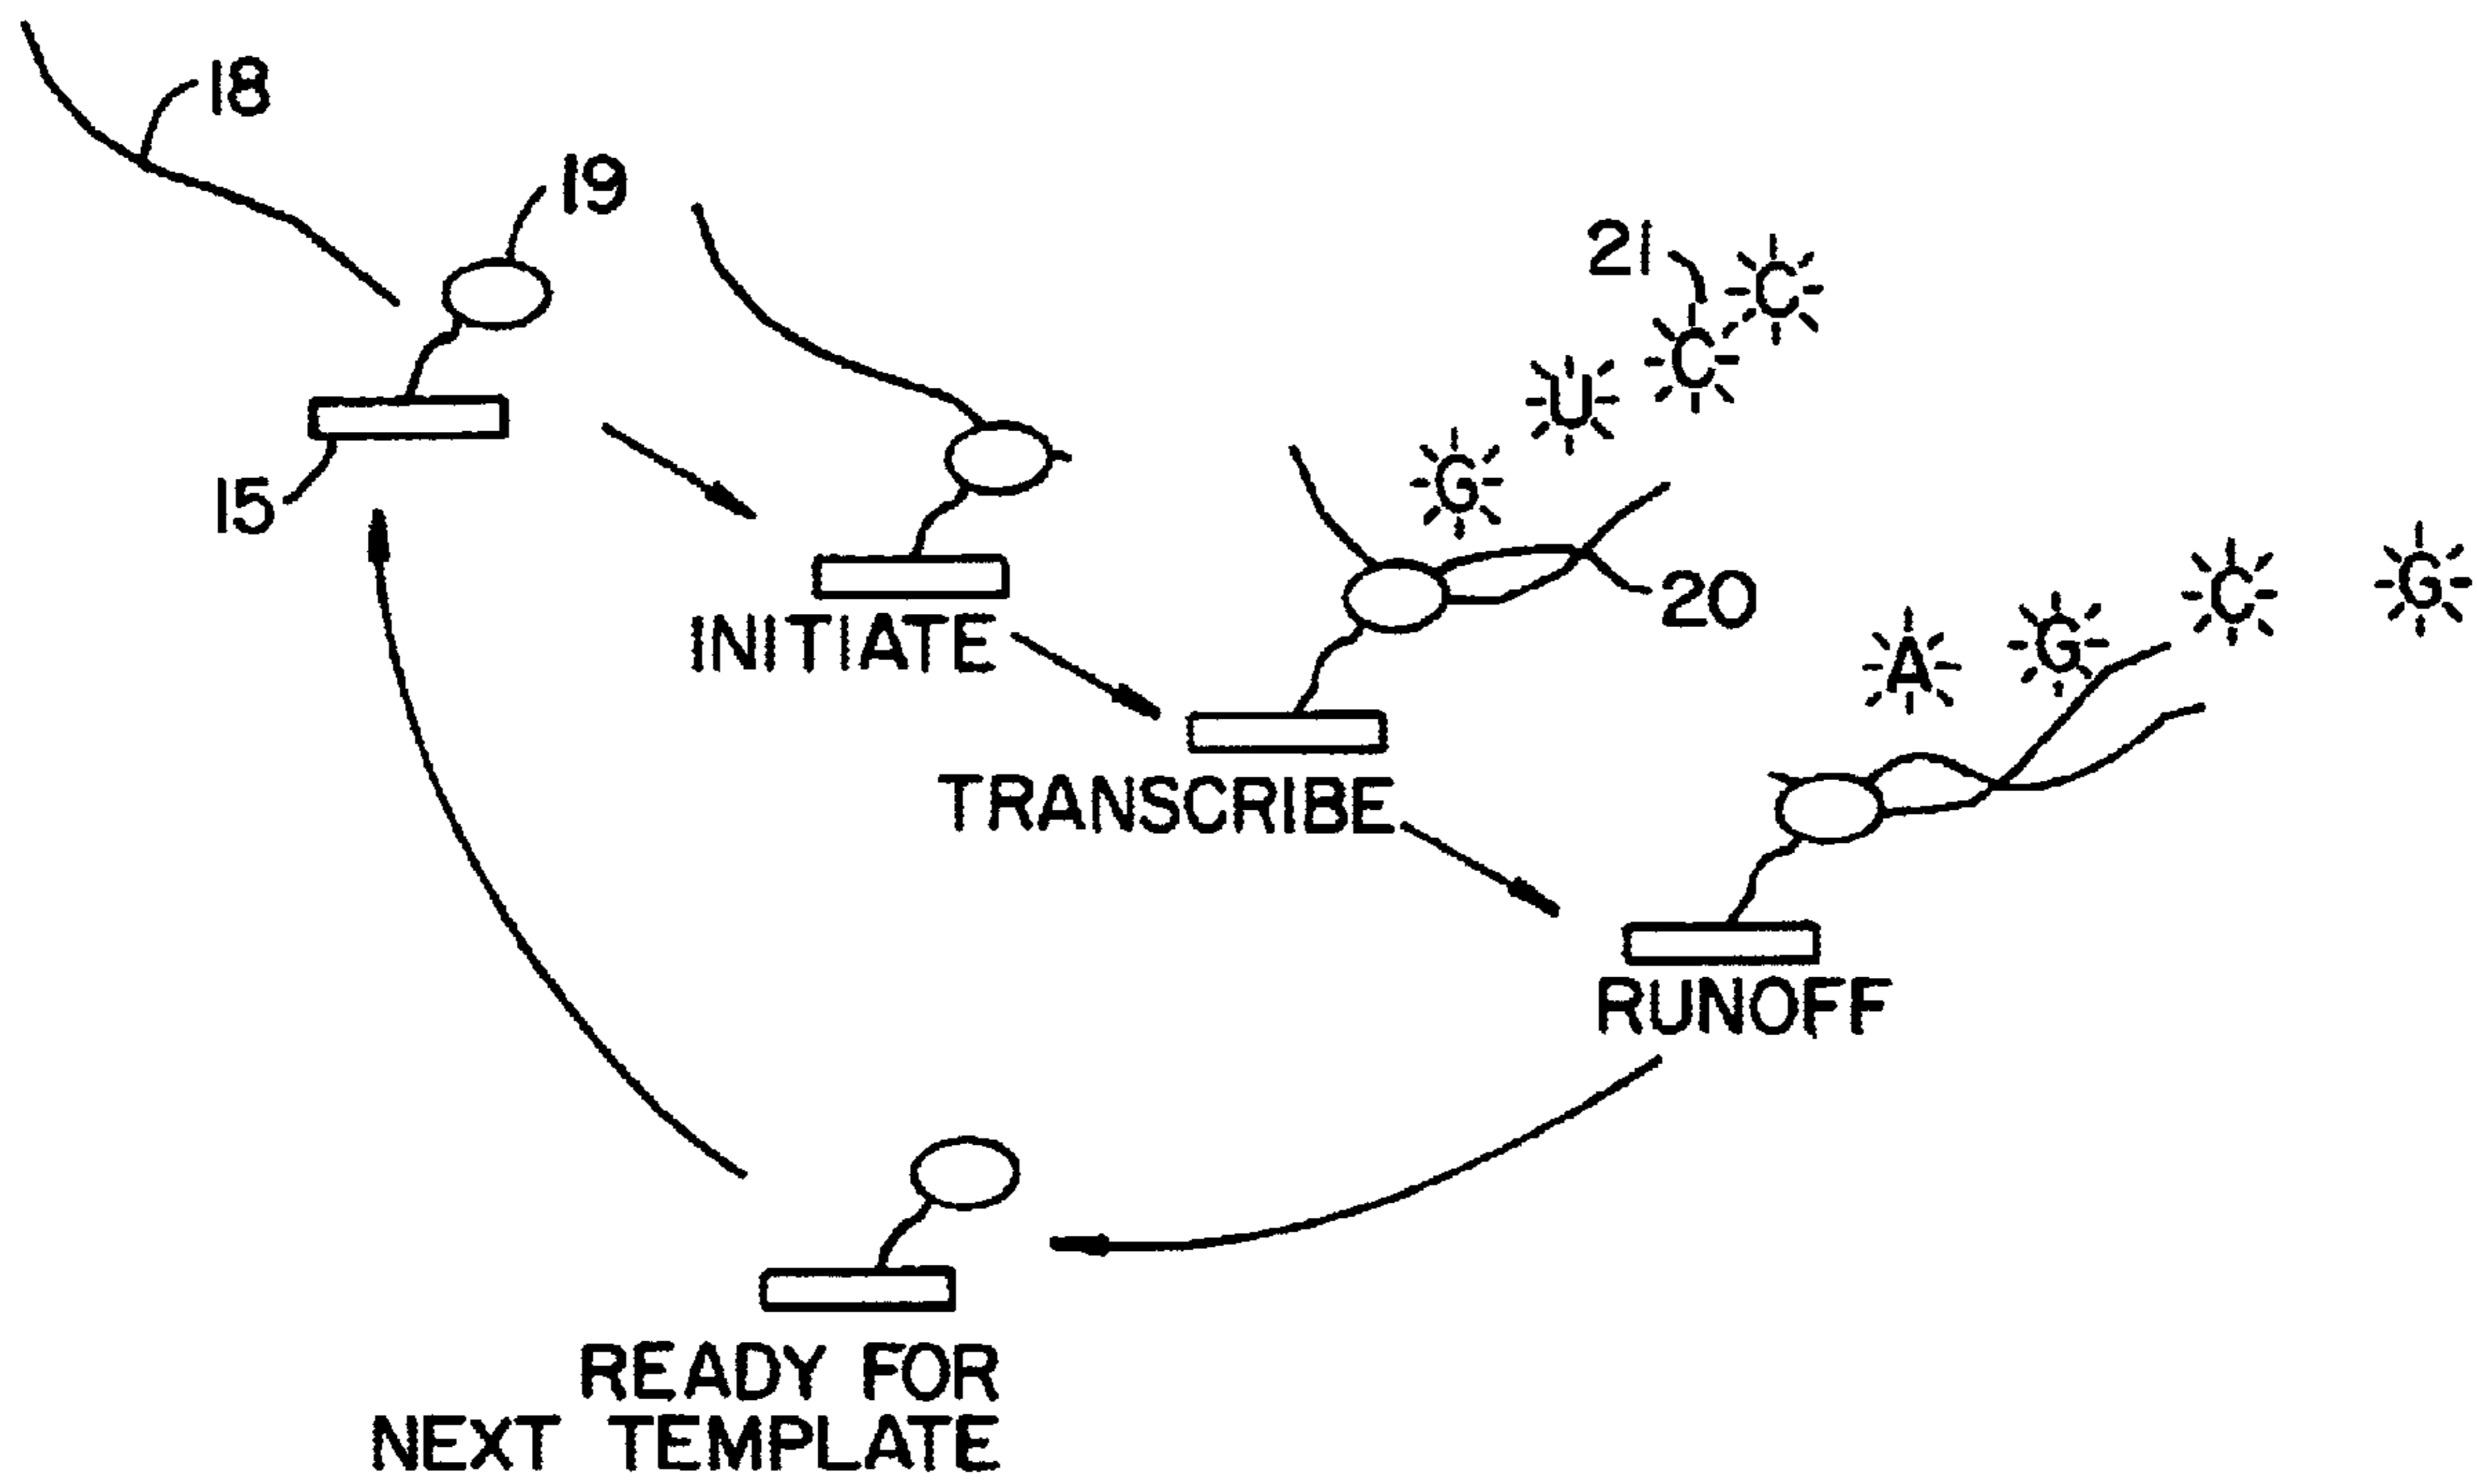 18
19
21
C
C
U
G
15
20
C
G
A
G
INITIATE
TRANSCRIBE
RUNOFF
READY FOR
NEXT TEMPLATE